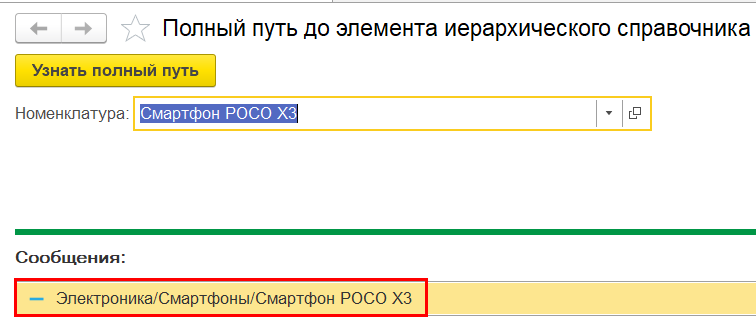 Полный путь до элемента иерархического справочника
Узнать полный путь
Номенклатура: Смартфон POCO X3
Сообщения:
Электроника/Смартфоны/Смартфон POCO X3